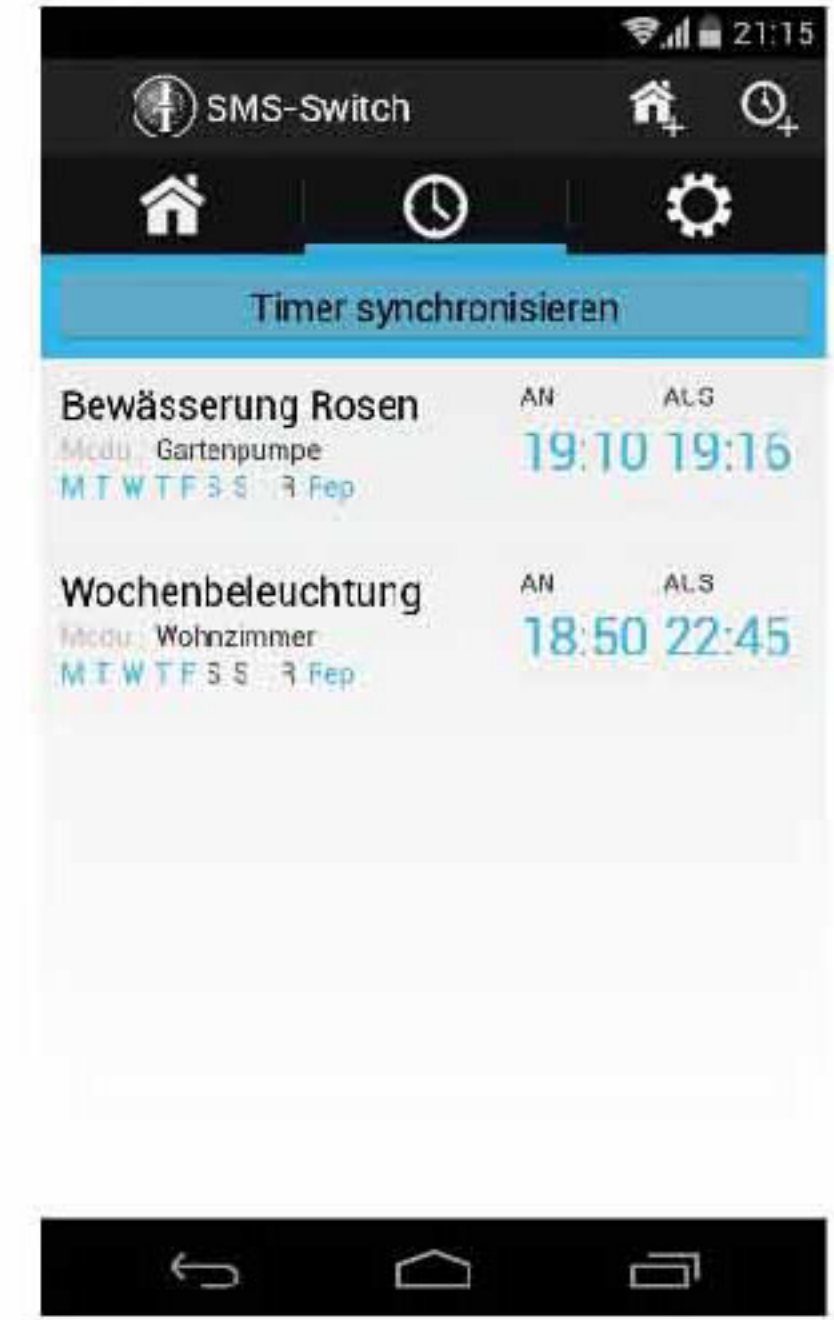 21:15
SMS-Switch
Timer synchronisieren
Bewässerung Rosen
AN
19:10
19:16
Gartenpumpe
M T W T F S S Rep
Wochenbeleuchtung
AN
18:50
22:45
Wohnzimmer
M T W T F S S